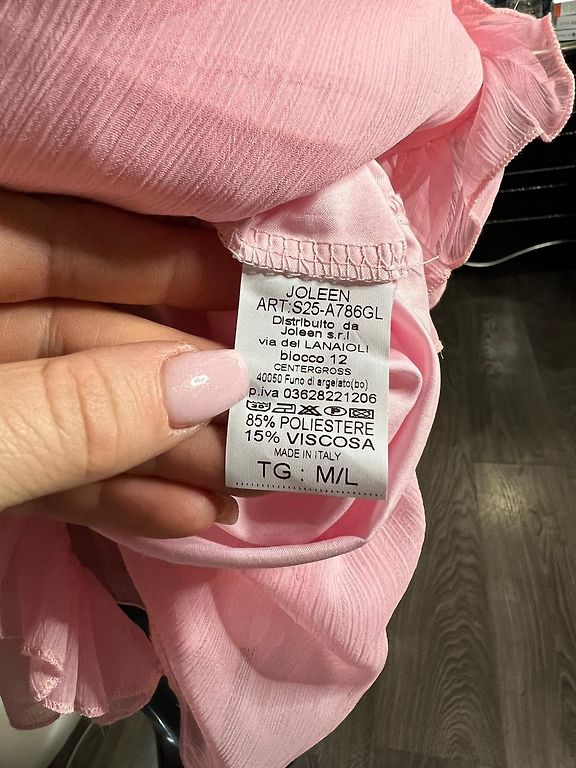 JOLEEN
ART:S25-A786GL
Distribuito da
Joleen s.r.l
via del LANAIOLI
blocco 12
CENTERGROSS
40050 Funo di argelato(bo)
p.iva 03628221206
85% POLIESTERE
15% VISCOSA
MADE IN ITALY
TG : M/L